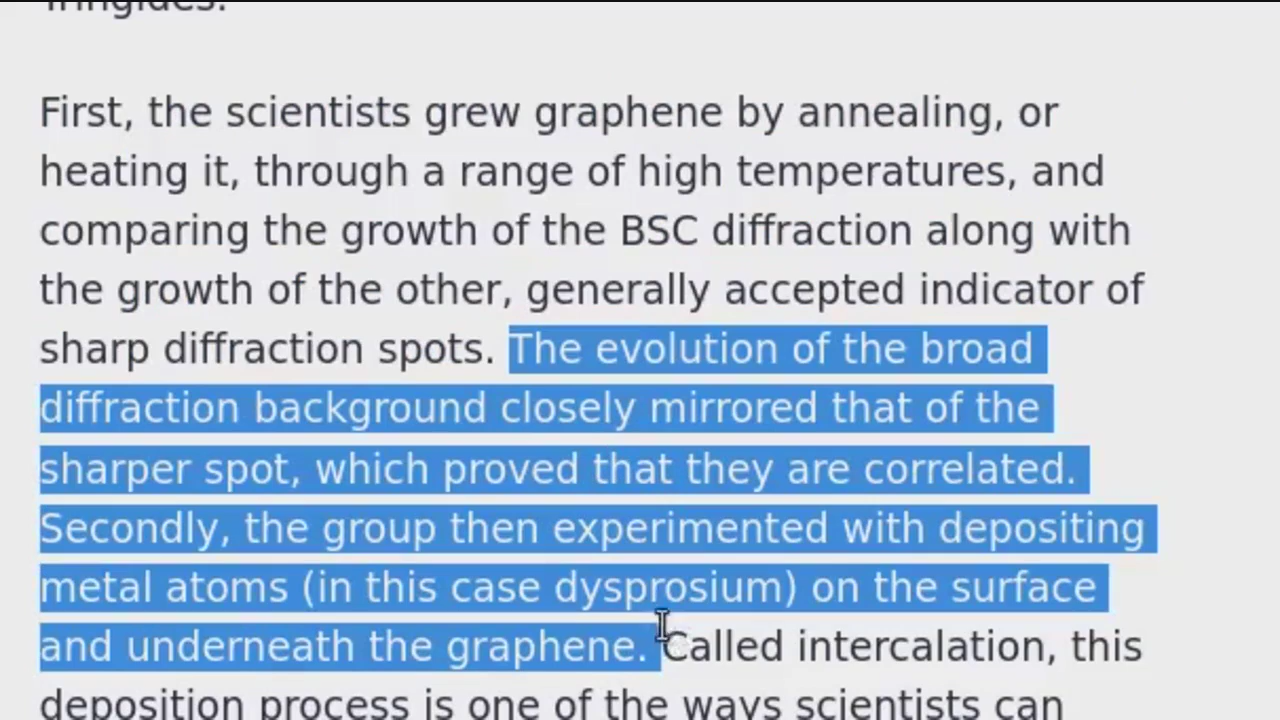 First, the scientists grew graphene by annealing, or
heating it, through a range of high temperatures, and
comparing the growth of the BSC diffraction along with
the growth of the other, generally accepted indicator of
sharp diffraction spots. The evolution of the broad
diffraction background closely mirrored that of the
sharper spot, which proved that they are correlated.
Secondly, the group then experimented with depositing
metal atoms (in this case dysprosium) on the surface
and underneath the graphene. Called intercalation, this
deposition process is one of the ways scientists can